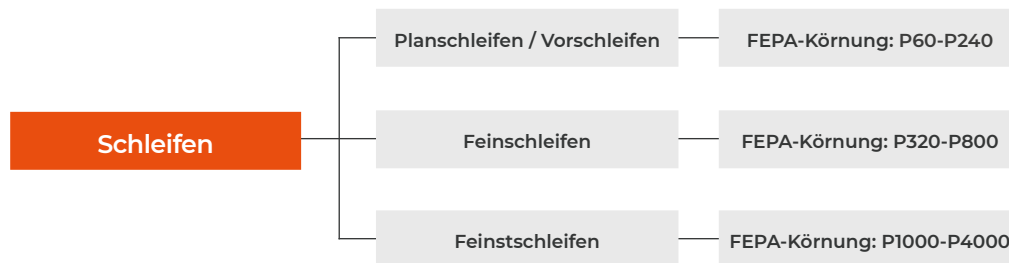 Schleifen
Planschleifen / Vorschleifen
FEPA-Körnung: P60-P240
Feinschleifen
FEPA-Körnung: P320-P800
Feinstschleifen
FEPA-Körnung: P1000-P4000